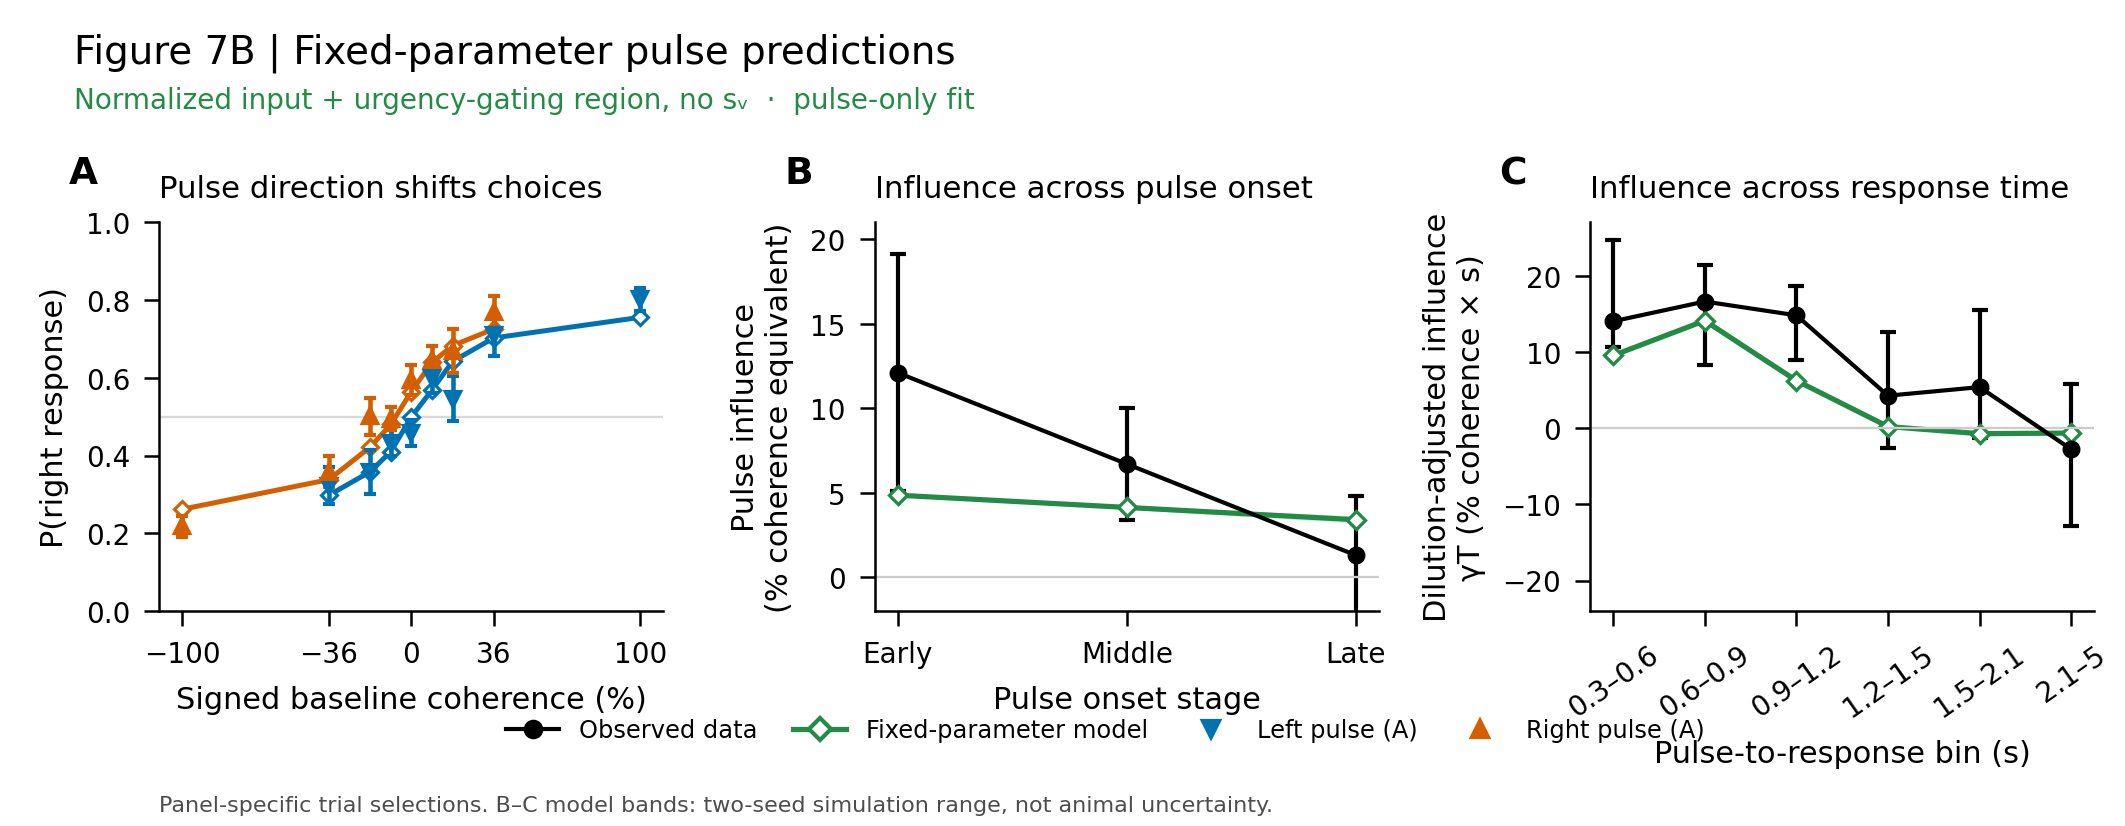 Figure 7B | Fixed-parameter pulse predictions
Normalized input + urgency-gating region, no sᵥ · pulse-only fit
A
Pulse direction shifts choices
P(right response)
1.0
0.8
0.6
0.4
0.2
0.0
−100
−36
0
36
100
Signed baseline coherence (%)
B
Influence across pulse onset
Pulse influence
(% coherence equivalent)
20
15
10
5
0
Early
Middle
Late
Pulse onset stage
C
Influence across response time
Dilution-adjusted influence
γT (% coherence × s)
20
10
0
−10
−20
0.3–0.6
0.6–0.9
0.9–1.2
1.2–1.5
1.5–2.1
2.1–5
Pulse-to-response bin (s)
Observed data
Fixed-parameter model
Left pulse (A)
Right pulse (A)
Panel-specific trial selections. B–C model bands: two-seed simulation range, not animal uncertainty.